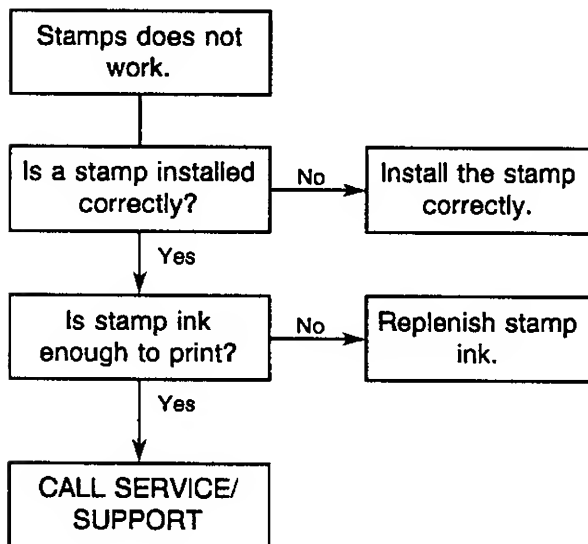 Stamps does not
work.
Is a stamp installed
correctly?
No
Install the stamp
correctly.
Yes
Is stamp ink
enough to print?
No
Replenish stamp
ink.
Yes
CALL SERVICE/
SUPPORT